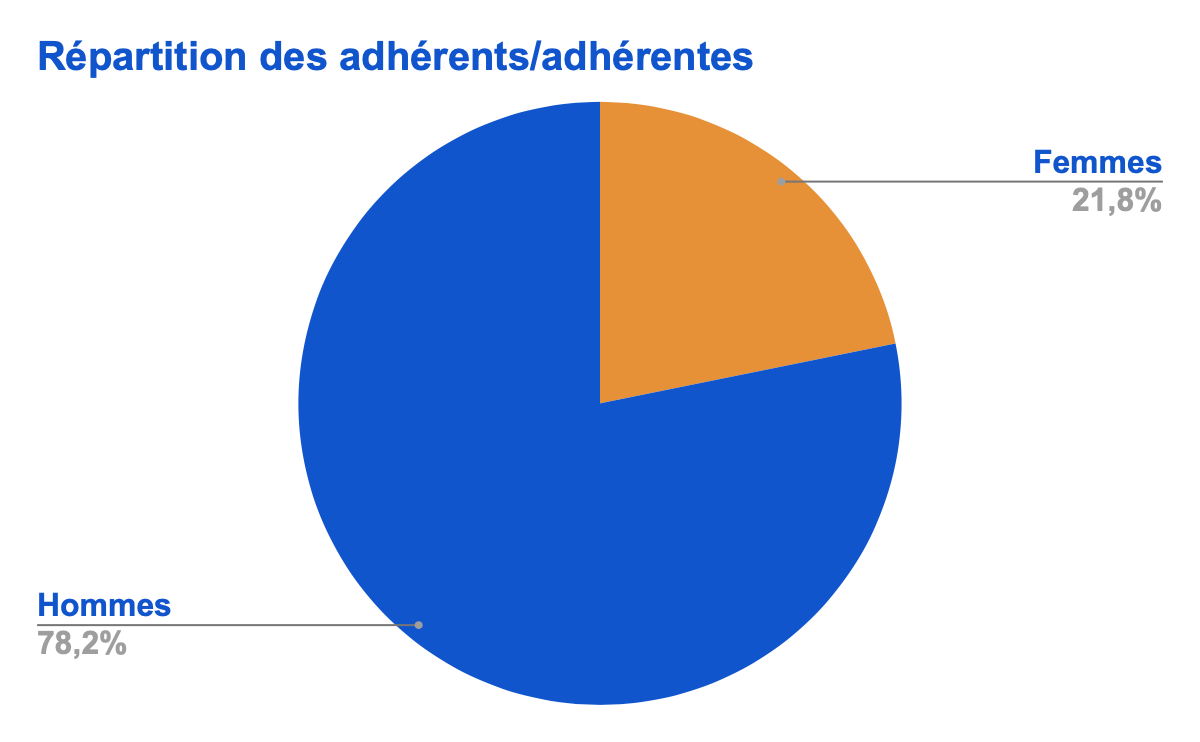 Répartition des adhérents/adhérentes
Femmes
21,8%
Hommes
78,2%